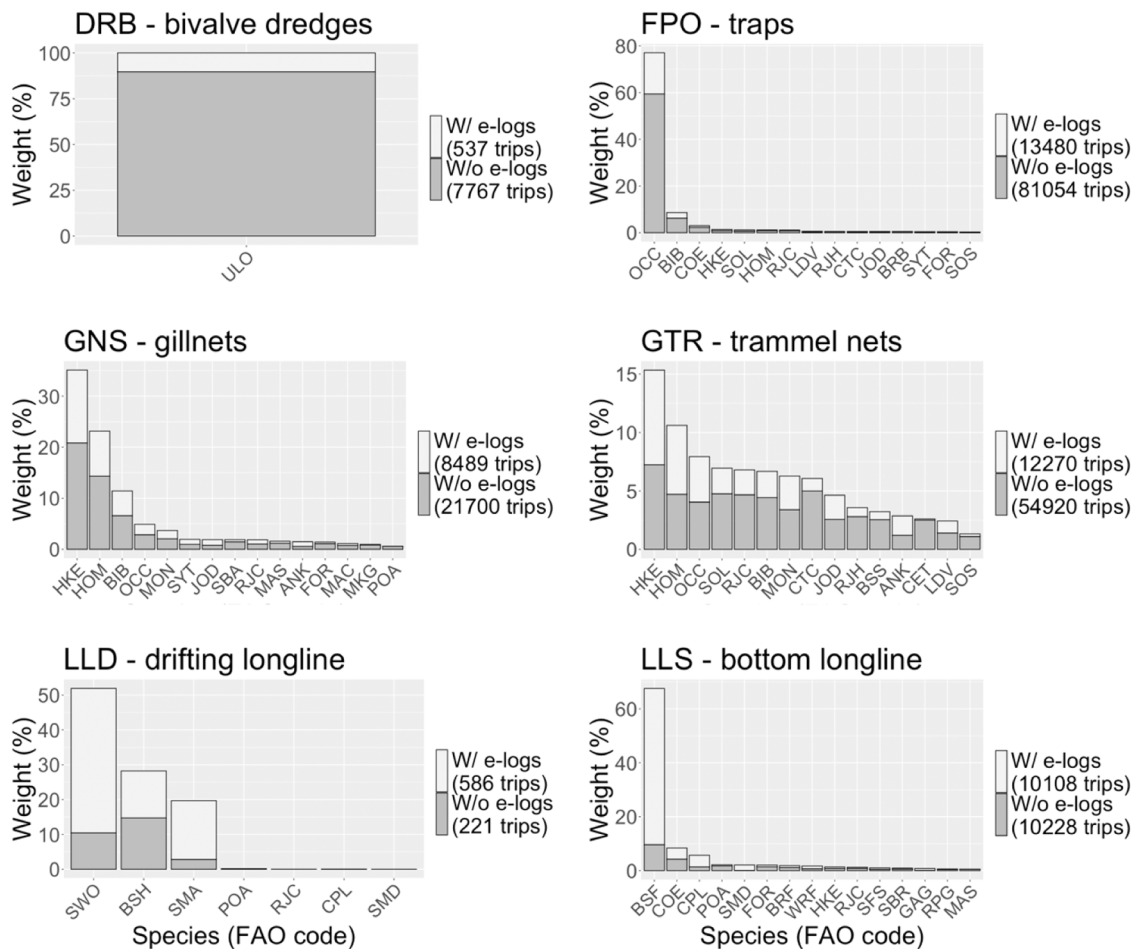 DRB - bivalve dredges
Weight (%)
100
75
50
25
0
ULO
W/ e-logs
(537 trips)
W/o e-logs
(7767 trips)
FPO - traps
Weight (%)
80
60
40
20
0
OCC BIB COE HKE SOL HOM RJC LDV RJH CTC JOD BRB SYT FOR SOS
W/ e-logs
(13480 trips)
W/o e-logs
(81054 trips)
GNS - gillnets
Weight (%)
30
20
10
0
HKE HOM BIB OCC MON SYT JOD SBA RJC MAS ANK FOR MAC MKG POA
W/ e-logs
(8489 trips)
W/o e-logs
(21700 trips)
GTR - trammel nets
Weight (%)
15
10
5
0
HKE HOM OCC SOL RJC BIB MON CTC JOD RJH BSS ANK CET LDV SOS
W/ e-logs
(12270 trips)
W/o e-logs
(54920 trips)
LLD - drifting longline
Weight (%)
50
40
30
20
10
0
SWO BSH SMA POA RJC CPL SMD
Species (FAO code)
W/ e-logs
(586 trips)
W/o e-logs
(221 trips)
LLS - bottom longline
Weight (%)
60
40
20
0
BSF COE CPL POA SMD FOR BRF WRF HKE RJC SFS SBR GAG RPG MAS
Species (FAO code)
W/ e-logs
(10108 trips)
W/o e-logs
(10228 trips)